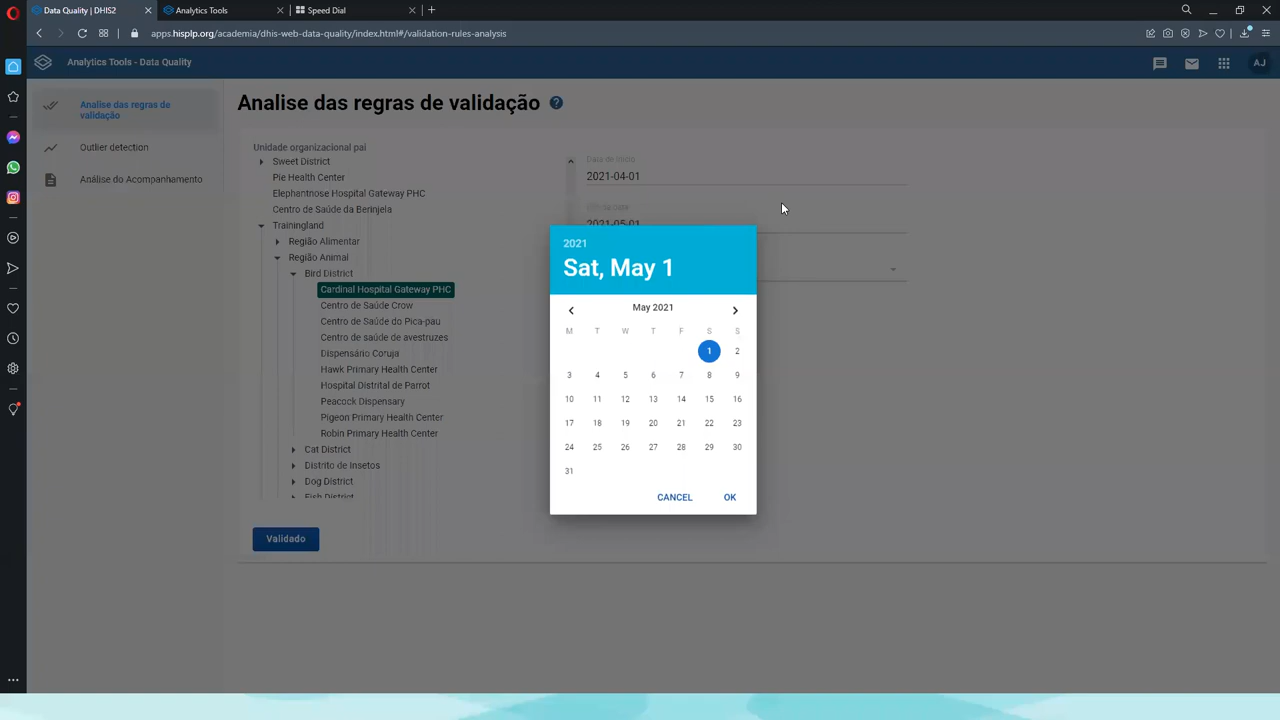 Data Quality | DHIS2
Analytics Tools
Speed Dial
apps.hisplp.org/academia/dhis-web-data-quality/index.html#/validation-rules-analysis
Analytics Tools - Data Quality
AJ
Analise das regras de validação
Outlier detection
Análise do Acompanhamento
Analise das regras de validação
Unidade organizacional pai
Sweet District
Pie Health Center
Elephantnose Hospital Gateway PHC
Centro de Saúde da Berinjela
Trainingland
Região Alimentar
Região Animal
Bird District
Cardinal Hospital Gateway PHC
Centro de Saúde Crow
Centro de Saúde do Pica-pau
Centro de saúde de avestruzes
Dispensário Coruja
Hawk Primary Health Center
Hospital Distrital de Parrot
Peacock Dispensary
Pigeon Primary Health Center
Robin Primary Health Center
Cat District
Distrito de Insetos
Dog District
Fish District
Validado
Data de início
2021-04-01
2021-05-01
2021
Sat, May 1
May 2021
M T W T F S S
1 2
3 4 5 6 7 8 9
10 11 12 13 14 15 16
17 18 19 20 21 22 23
24 25 26 27 28 29 30
31
CANCEL OK